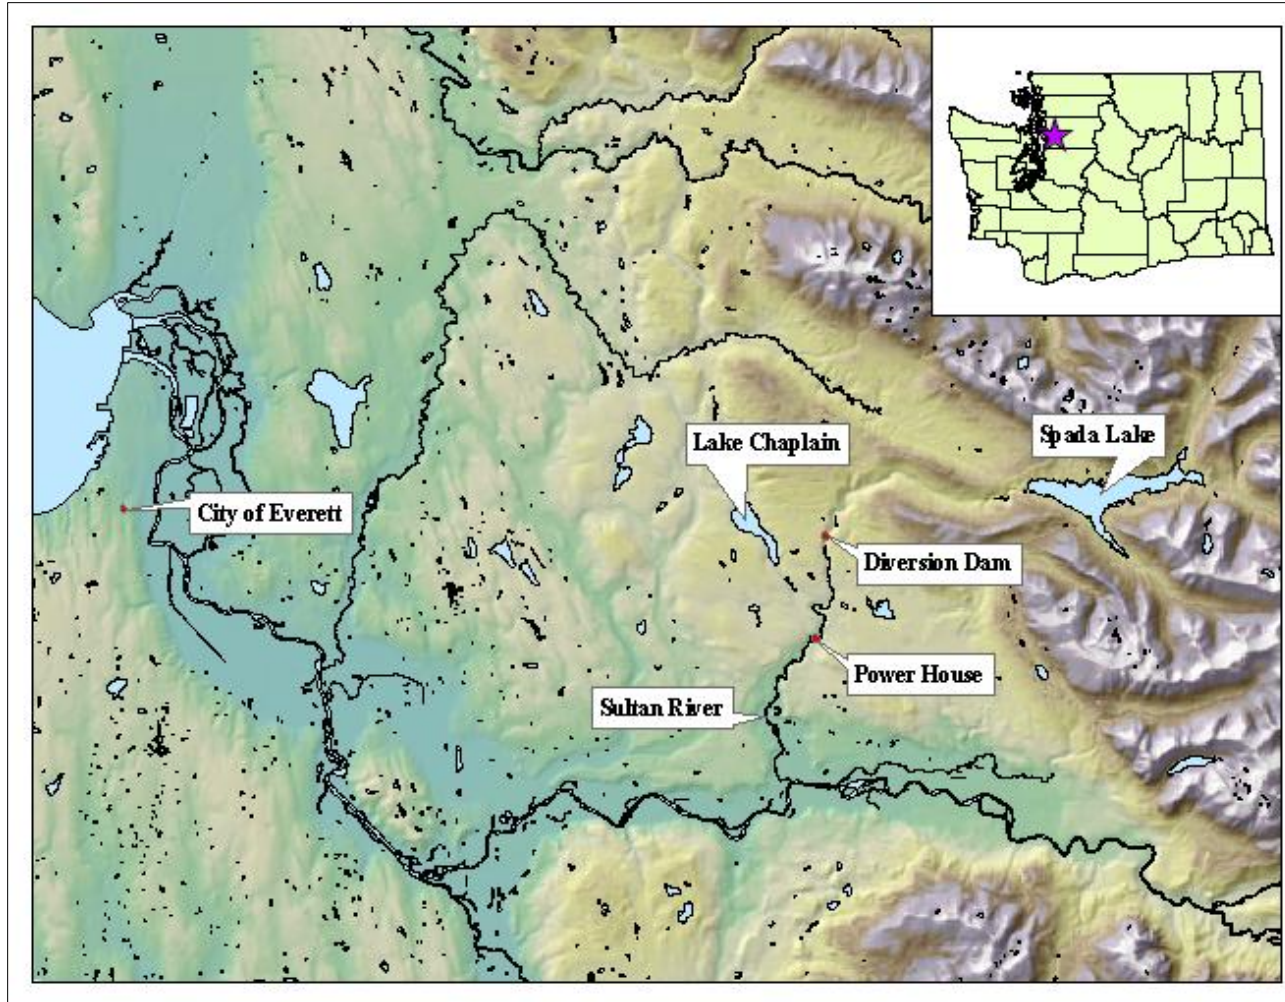 Spada Lake
Lake Chaplain
City of Everett
Diversion Dam
Power House
Sultan River